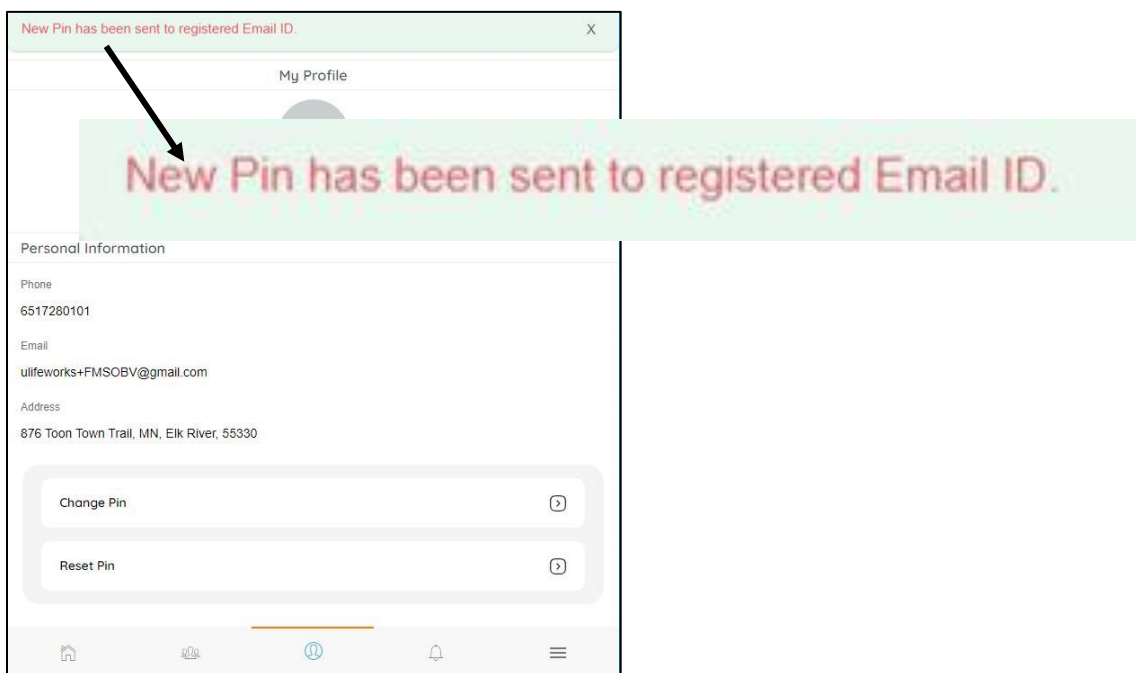 New Pin has been sent to registered Email ID. X
My Profile
New Pin has been sent to registered Email ID.
Personal Information
Phone
6517280101
Email
ulifeworks+FMSOBV@gmail.com
Address
876 Toon Town Trail, MN, Elk River, 55330
Change Pin
Reset Pin